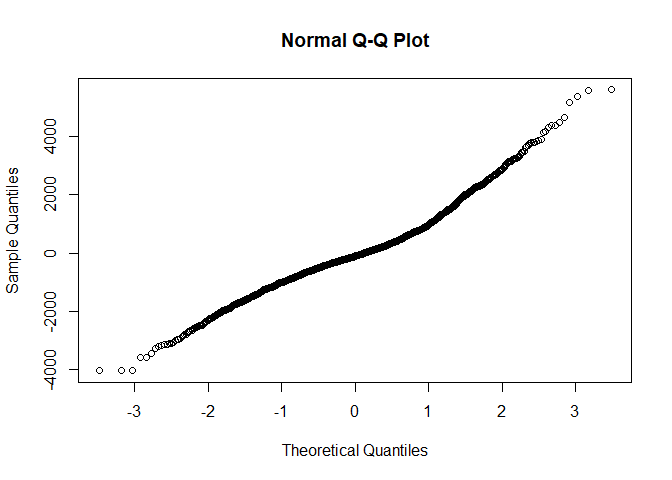 Normal Q-Q Plot
Sample Quantiles
4000
2000
0
-2000
-4000
-3 -2 -1 0 1 2 3
Theoretical Quantiles